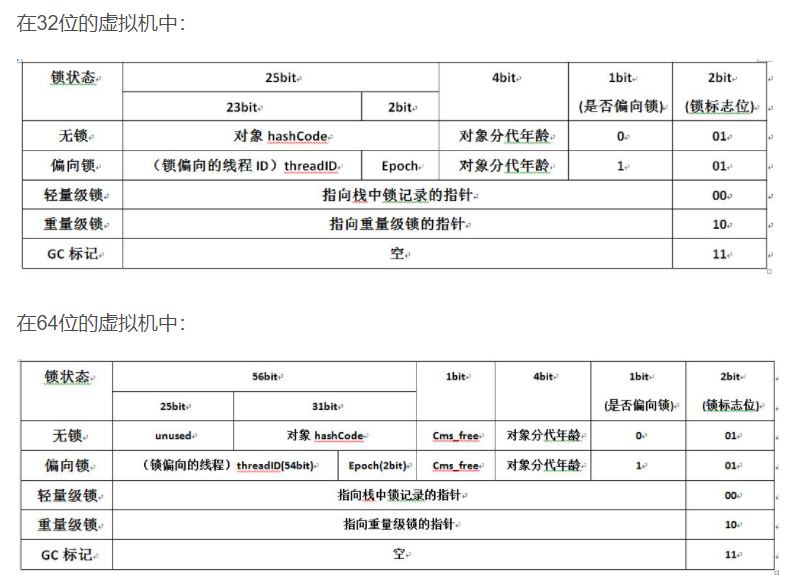 在32位的虚拟机中：
锁状态 25bit 4bit 1bit 2bit
23bit 2bit (是否偏向锁) (锁标志位)
无锁 对象 hashCode 对象分代年龄 0 01
偏向锁 （锁偏向的线程 ID）threadID Epoch 对象分代年龄 1 01
轻量级锁 指向栈中锁记录的指针 00
重量级锁 指向重量级锁的指针 10
GC 标记 空 11
在64位的虚拟机中：
锁状态 56bit 1bit 4bit 1bit 2bit
25bit 31bit (是否偏向锁) (锁标志位)
无锁 unused 对象 hashCode Cms_free 对象分代年龄 0 01
偏向锁 （锁偏向的线程）threadID(54bit) Epoch(2bit) Cms_free 对象分代年龄 1 01
轻量级锁 指向栈中锁记录的指针 00
重量级锁 指向重量级锁的指针 10
GC 标记 空 11